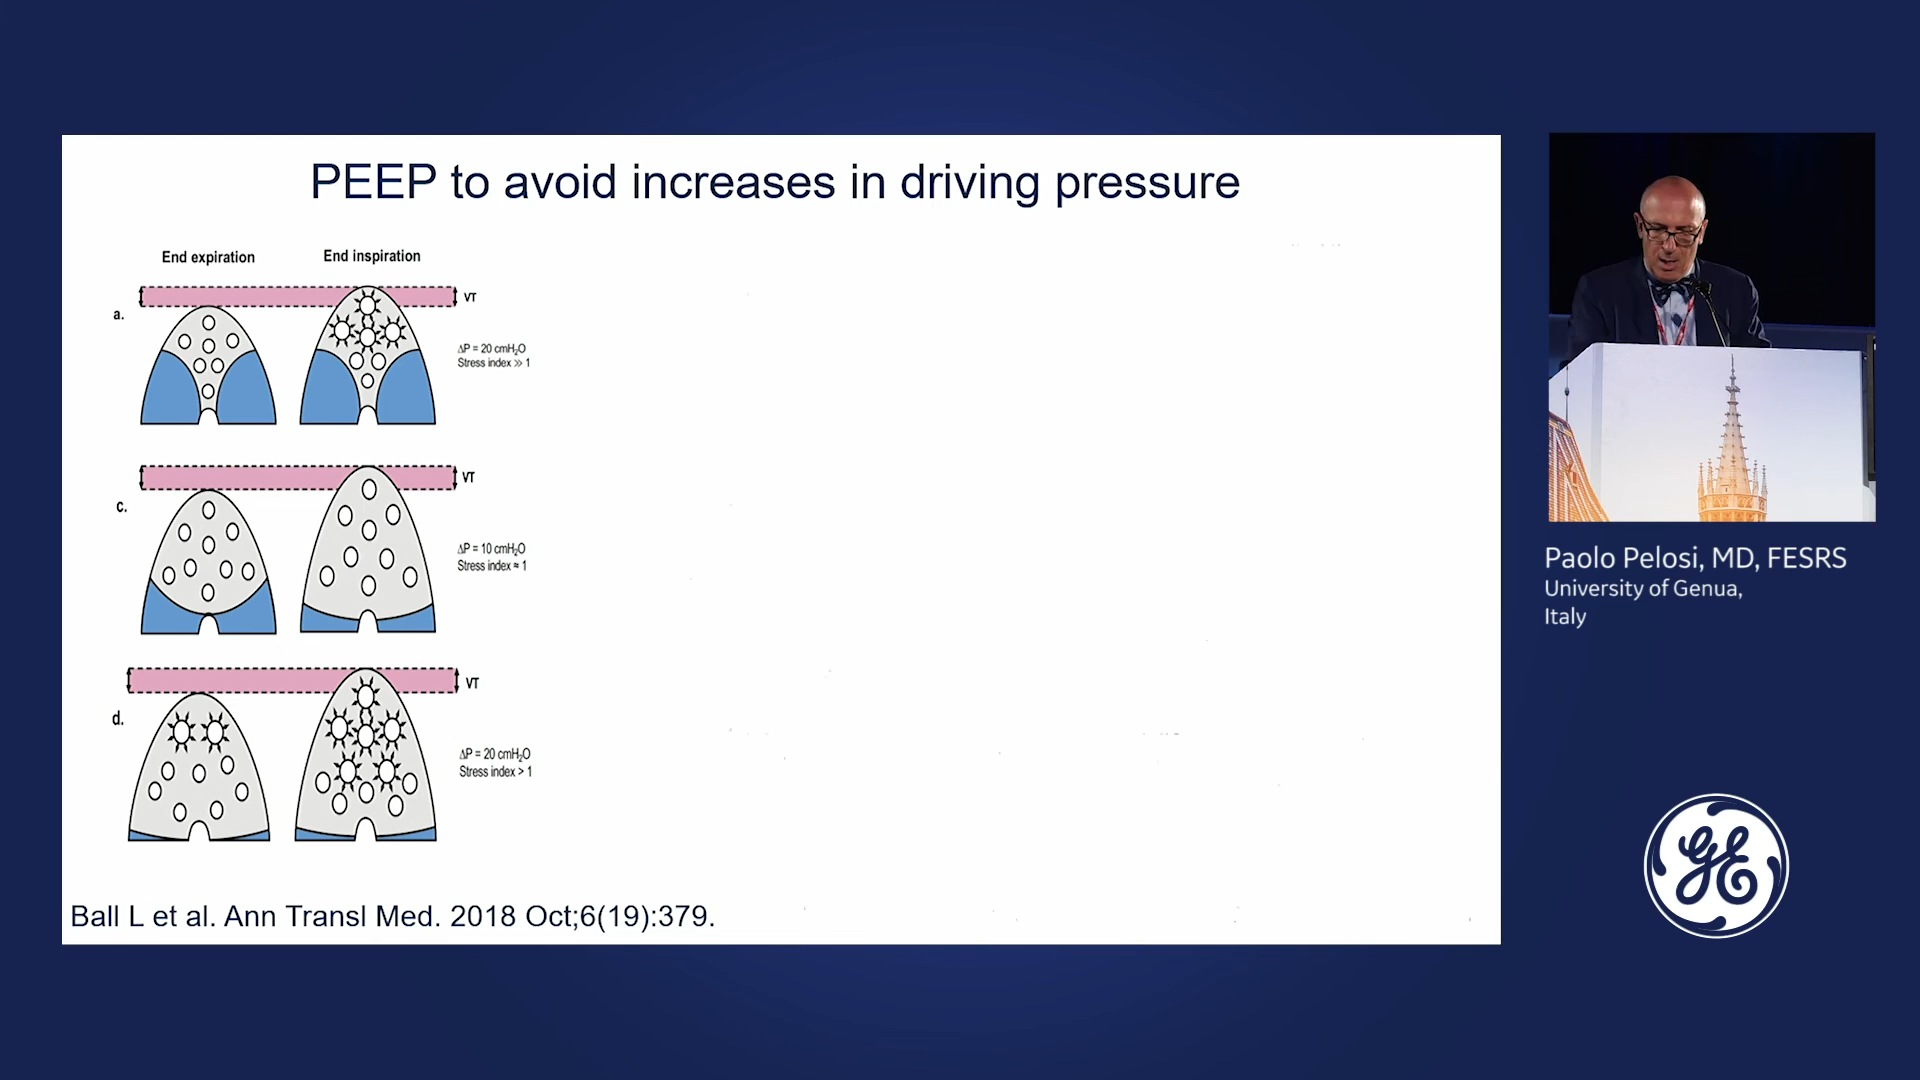 PEEP to avoid increases in driving pressure
End expiration
End inspiration
a.
VT
ΔP = 20 cmH₂O
Stress index >> 1
c.
VT
ΔP = 10 cmH₂O
Stress index ≈ 1
d.
VT
ΔP = 20 cmH₂O
Stress index > 1
Ball L et al. Ann Transl Med. 2018 Oct;6(19):379.
Paolo Pelosi, MD, FESRS
University of Genua,
Italy
GE